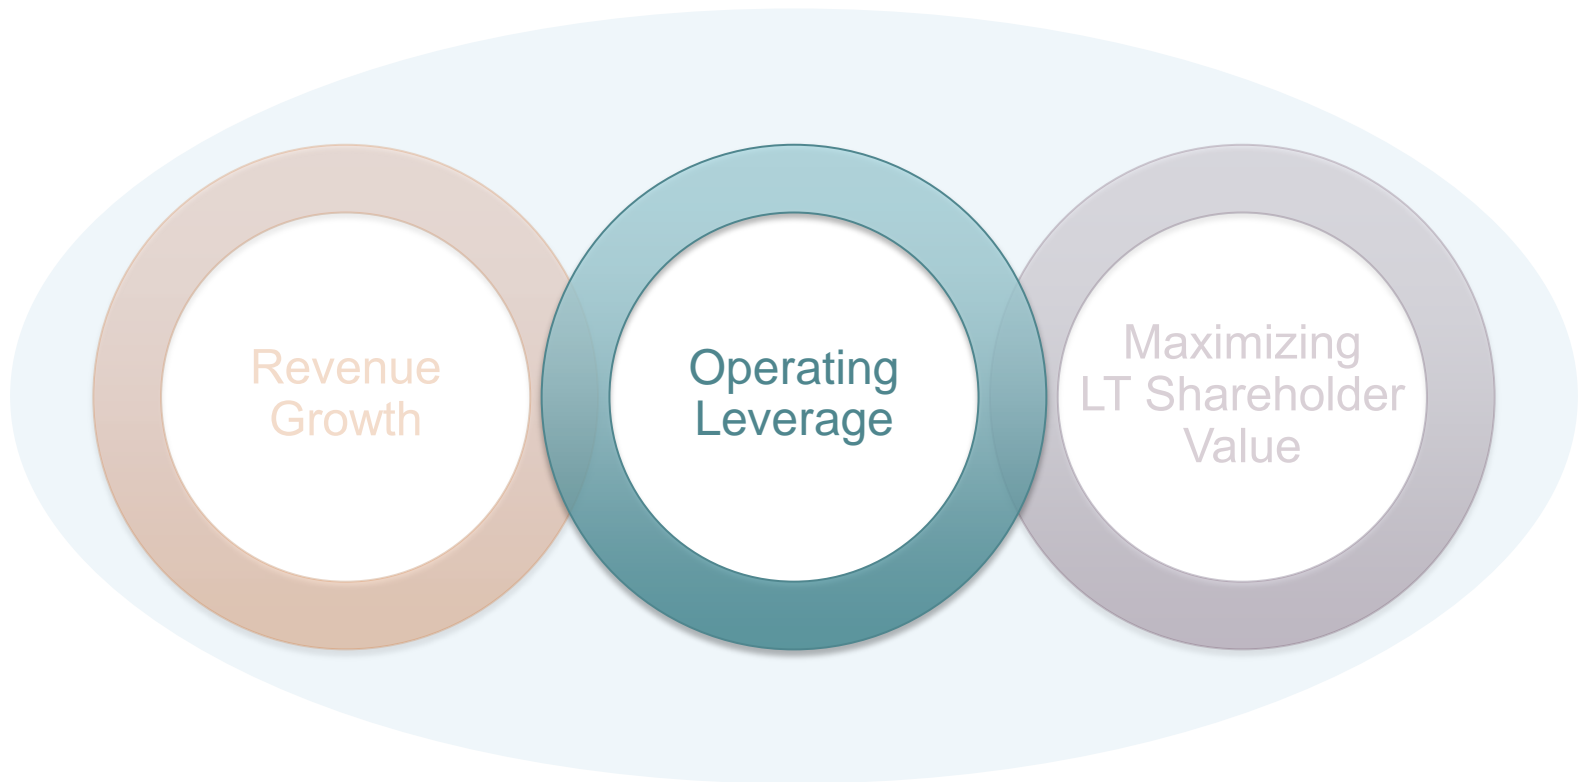 Revenue
Growth
Operating
Leverage
Maximizing
LT Shareholder
Value